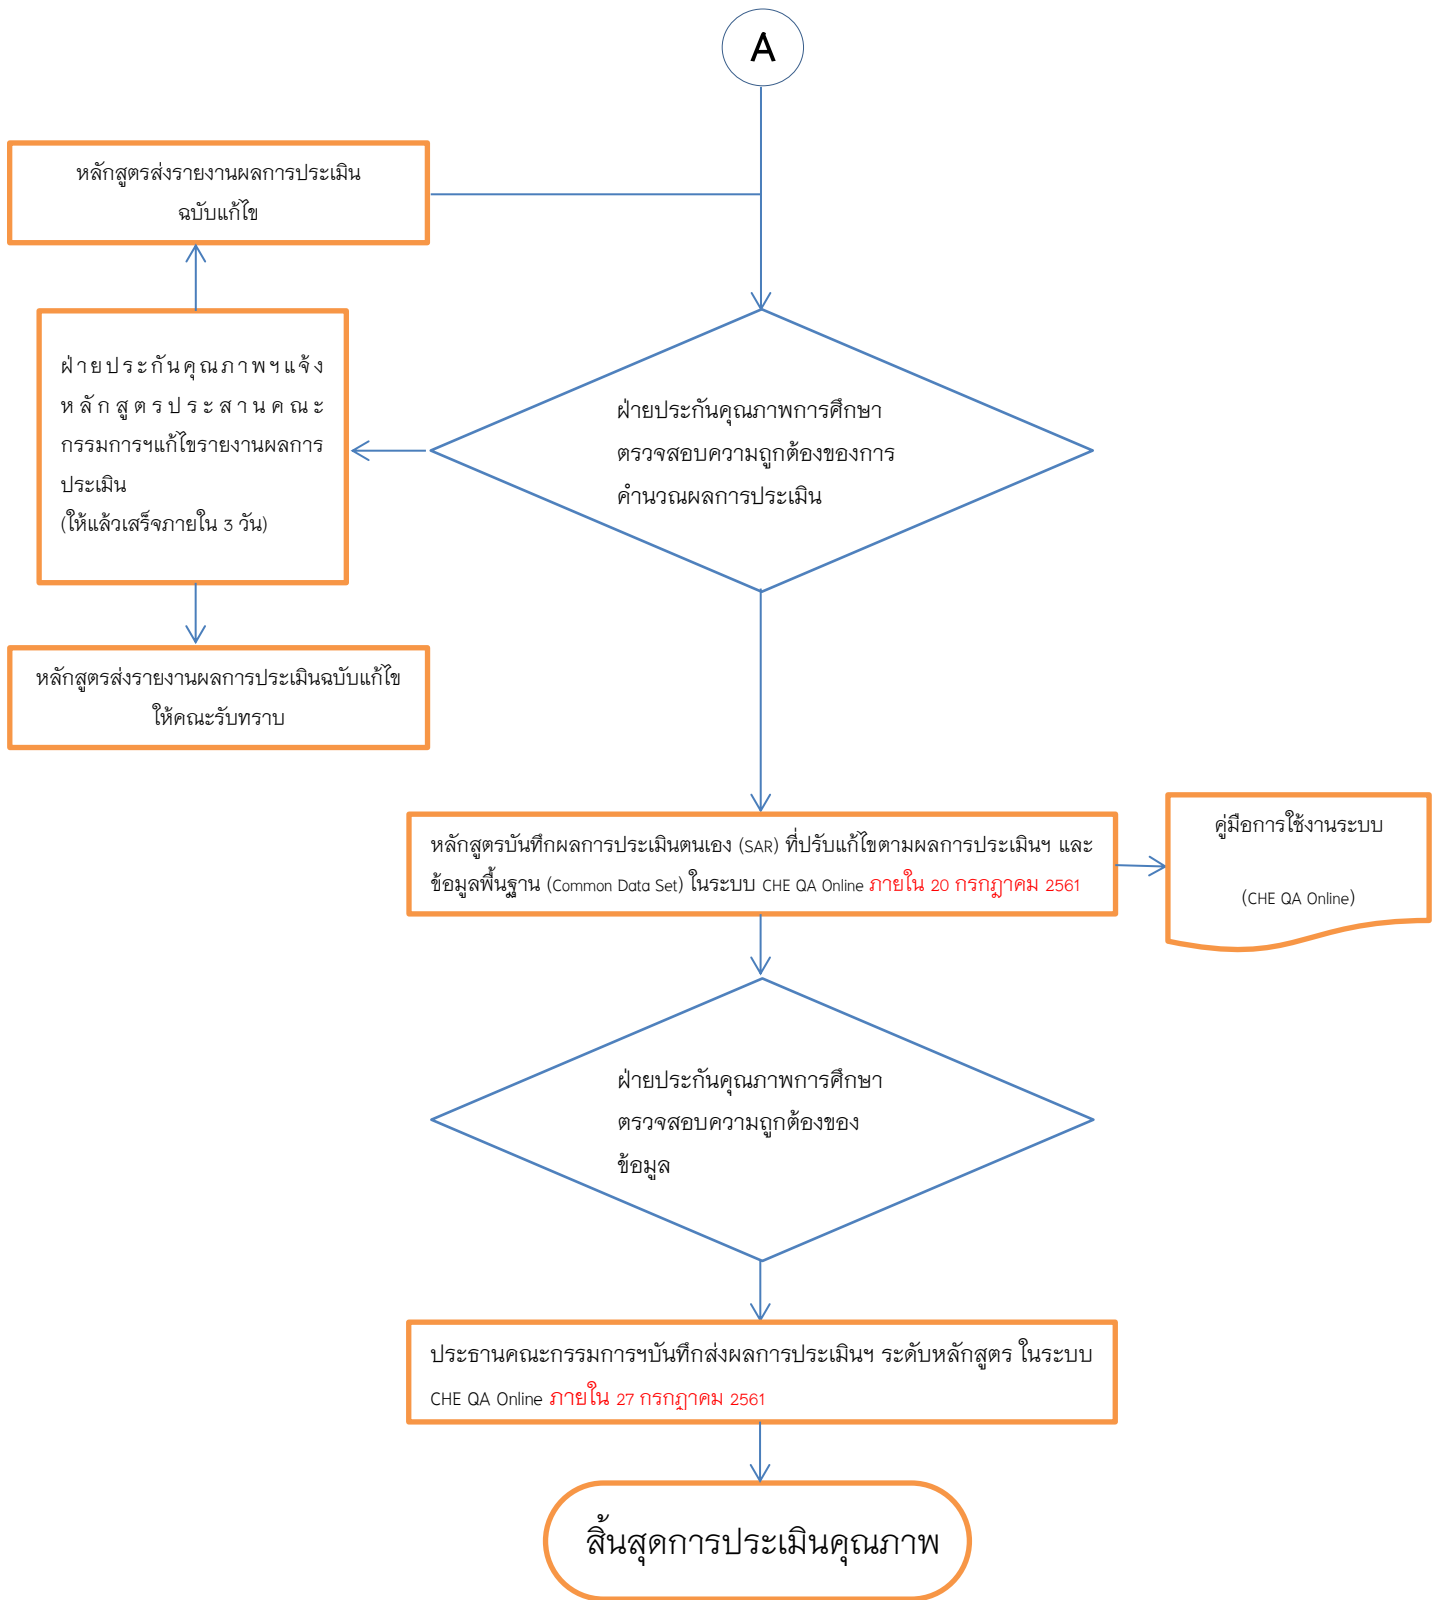 A
หลักสูตรส่งรายงานผลการประเมิน
ฉบับแก้ไข
ฝ่ายประกันคุณภาพฯแจ้ง
หลักสูตรประสานคณะ
กรรมการฯแก้ไขรายงานผลการ
ประเมิน
(ให้แล้วเสร็จภายใน 3 วัน)
ฝ่ายประกันคุณภาพการศึกษา
ตรวจสอบความถูกต้องของการ
คำนวณผลการประเมิน
หลักสูตรส่งรายงานผลการประเมินฉบับแก้ไข
ให้คณะรับทราบ
หลักสูตรบันทึกผลการประเมินตนเอง (SAR) ที่ปรับแก้ไขตามผลการประเมินฯ และ
ข้อมูลพื้นฐาน (Common Data Set) ในระบบ CHE QA Online ภายใน 20 กรกฎาคม 2561
คู่มือการใช้งานระบบ
(CHE QA Online)
ฝ่ายประกันคุณภาพการศึกษา
ตรวจสอบความถูกต้องของ
ข้อมูล
ประธานคณะกรรมการฯบันทึกส่งผลการประเมินฯ ระดับหลักสูตร ในระบบ
CHE QA Online ภายใน 27 กรกฎาคม 2561
สิ้นสุดการประเมินคุณภาพ